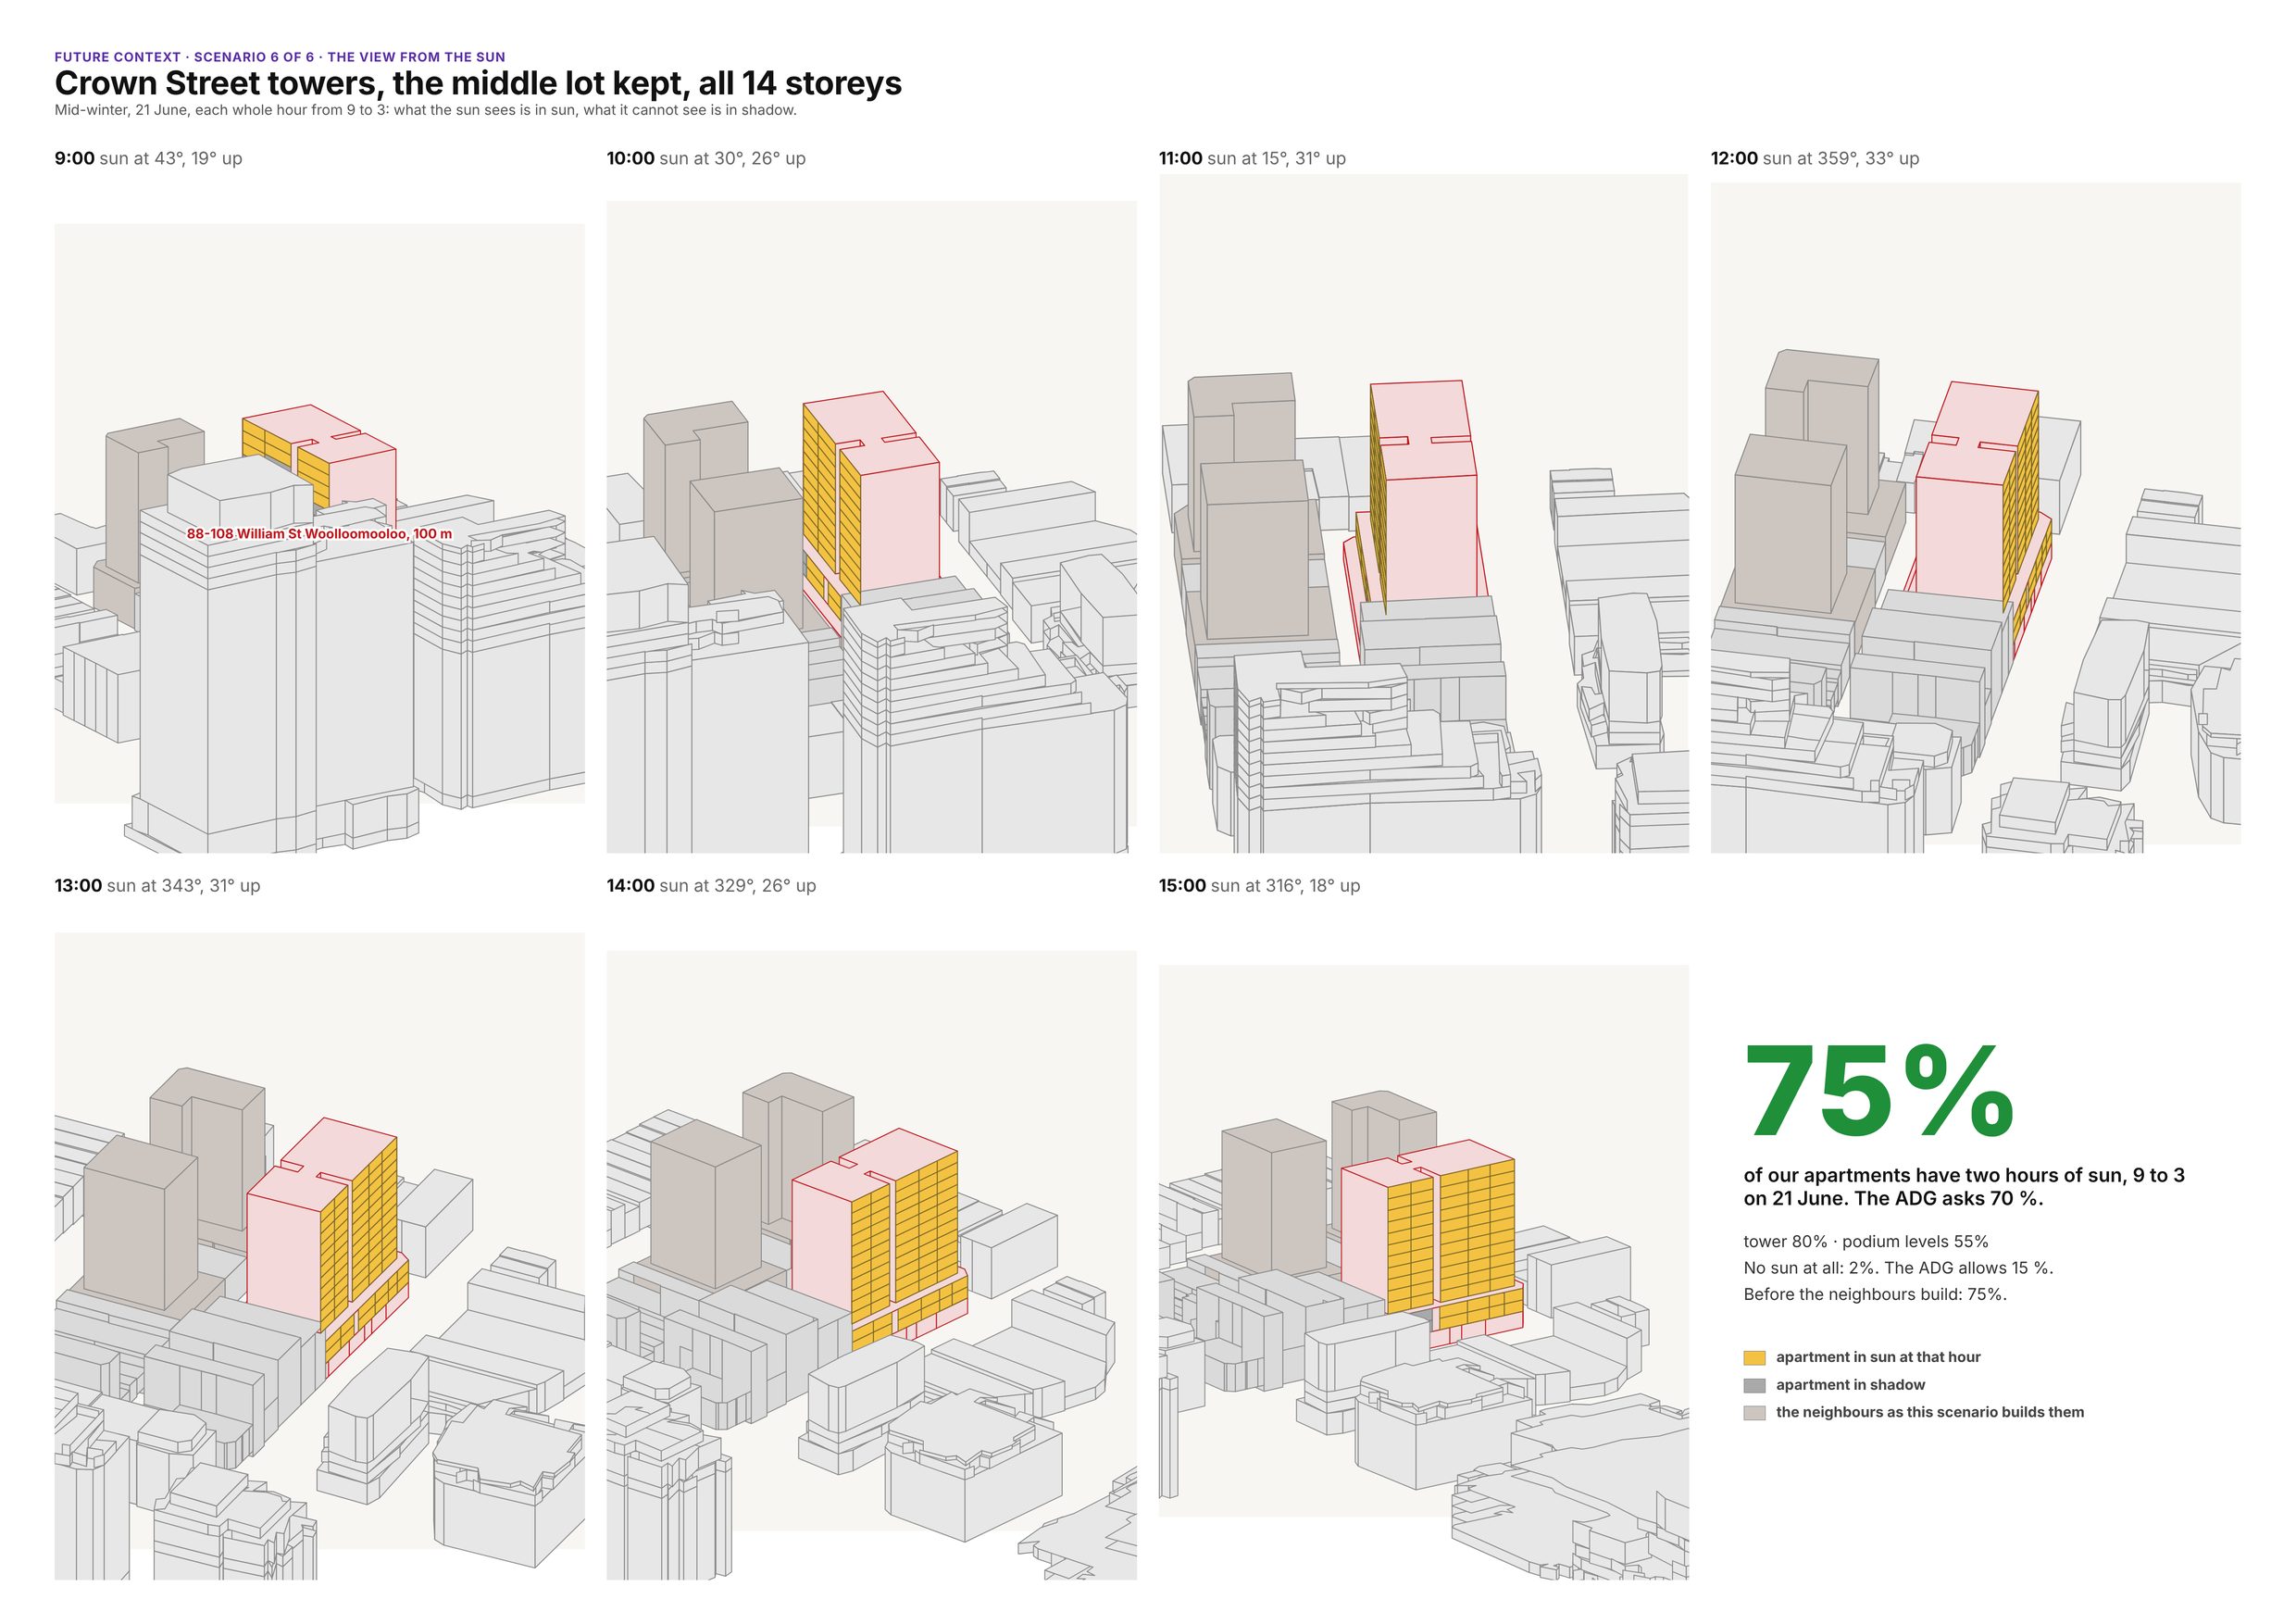 FUTURE CONTEXT · SCENARIO 6 OF 6 · THE VIEW FROM THE SUN
Crown Street towers, the middle lot kept, all 14 storeys
Mid-winter, 21 June, each whole hour from 9 to 3: what the sun sees is in sun, what it cannot see is in shadow.
9:00 sun at 43°, 19° up
10:00 sun at 30°, 26° up
11:00 sun at 15°, 31° up
12:00 sun at 359°, 33° up
88-108 William St Woolloomooloo, 100 m
13:00 sun at 343°, 31° up
14:00 sun at 329°, 26° up
15:00 sun at 316°, 18° up
75%
of our apartments have two hours of sun, 9 to 3
on 21 June. The ADG asks 70 %.
tower 80% · podium levels 55%
No sun at all: 2%. The ADG allows 15 %.
Before the neighbours build: 75%.
apartment in sun at that hour
apartment in shadow
the neighbours as this scenario builds them